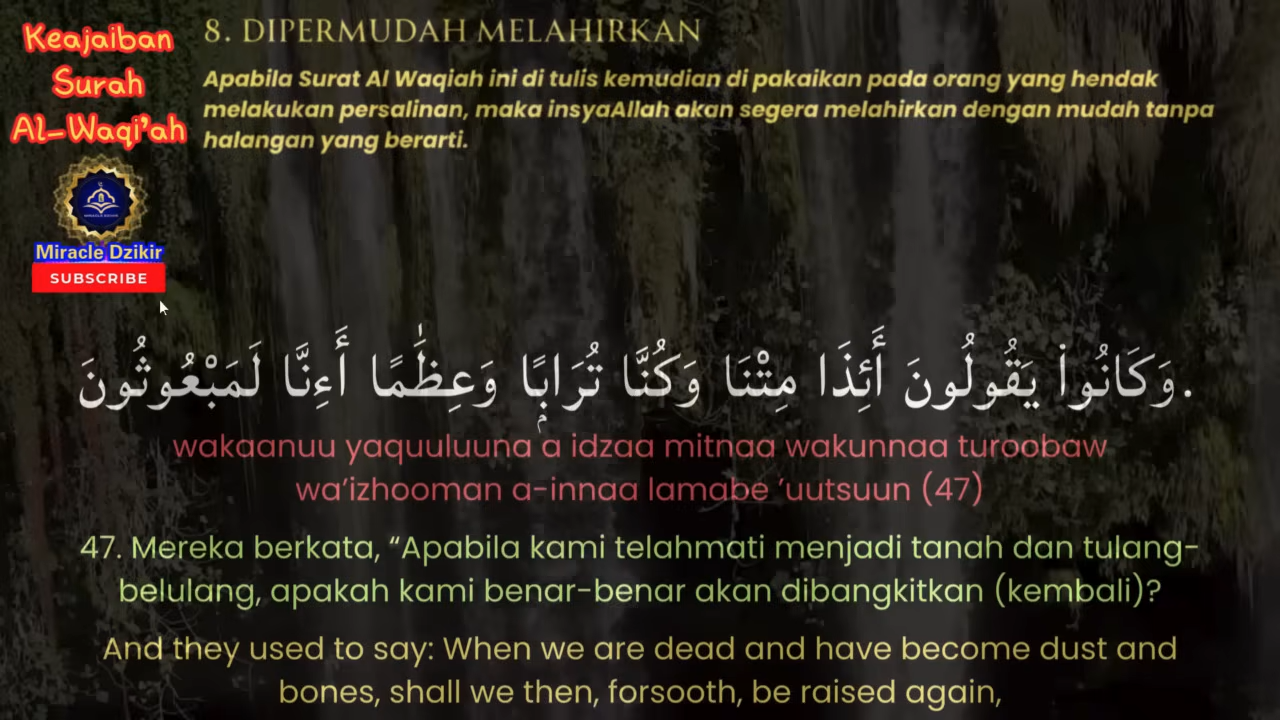 Keajaiban
Surah
Al-Waqi'ah
Miracle Dzikir
SUBSCRIBE
8. DIPERMUDAH MELAHIRKAN
Apabila Surat Al Waqiah ini di tulis kemudian di pakaikan pada orang yang hendak
melakukan persalinan, maka insyaAllah akan segera melahirkan dengan mudah tanpa
halangan yang berarti.
وَكَانُوا۟ يَقُولُونَ أَئِذَا مِتْنَا وَكُنَّا تُرَابًۭا وَعِظَٰمًا أَءِنَّا لَمَبْعُوثُونَ.
wakaanuu yaquuluuna a idzaa mitnaa wakunnaa turoobaw
wa'izhooman a-innaa lamabe 'uutsuun (47)
47. Mereka berkata, “Apabila kami telahmati menjadi tanah dan tulang-
belulang, apakah kami benar-benar akan dibangkitkan (kembali)?
And they used to say: When we are dead and have become dust and
bones, shall we then, forsooth, be raised again,